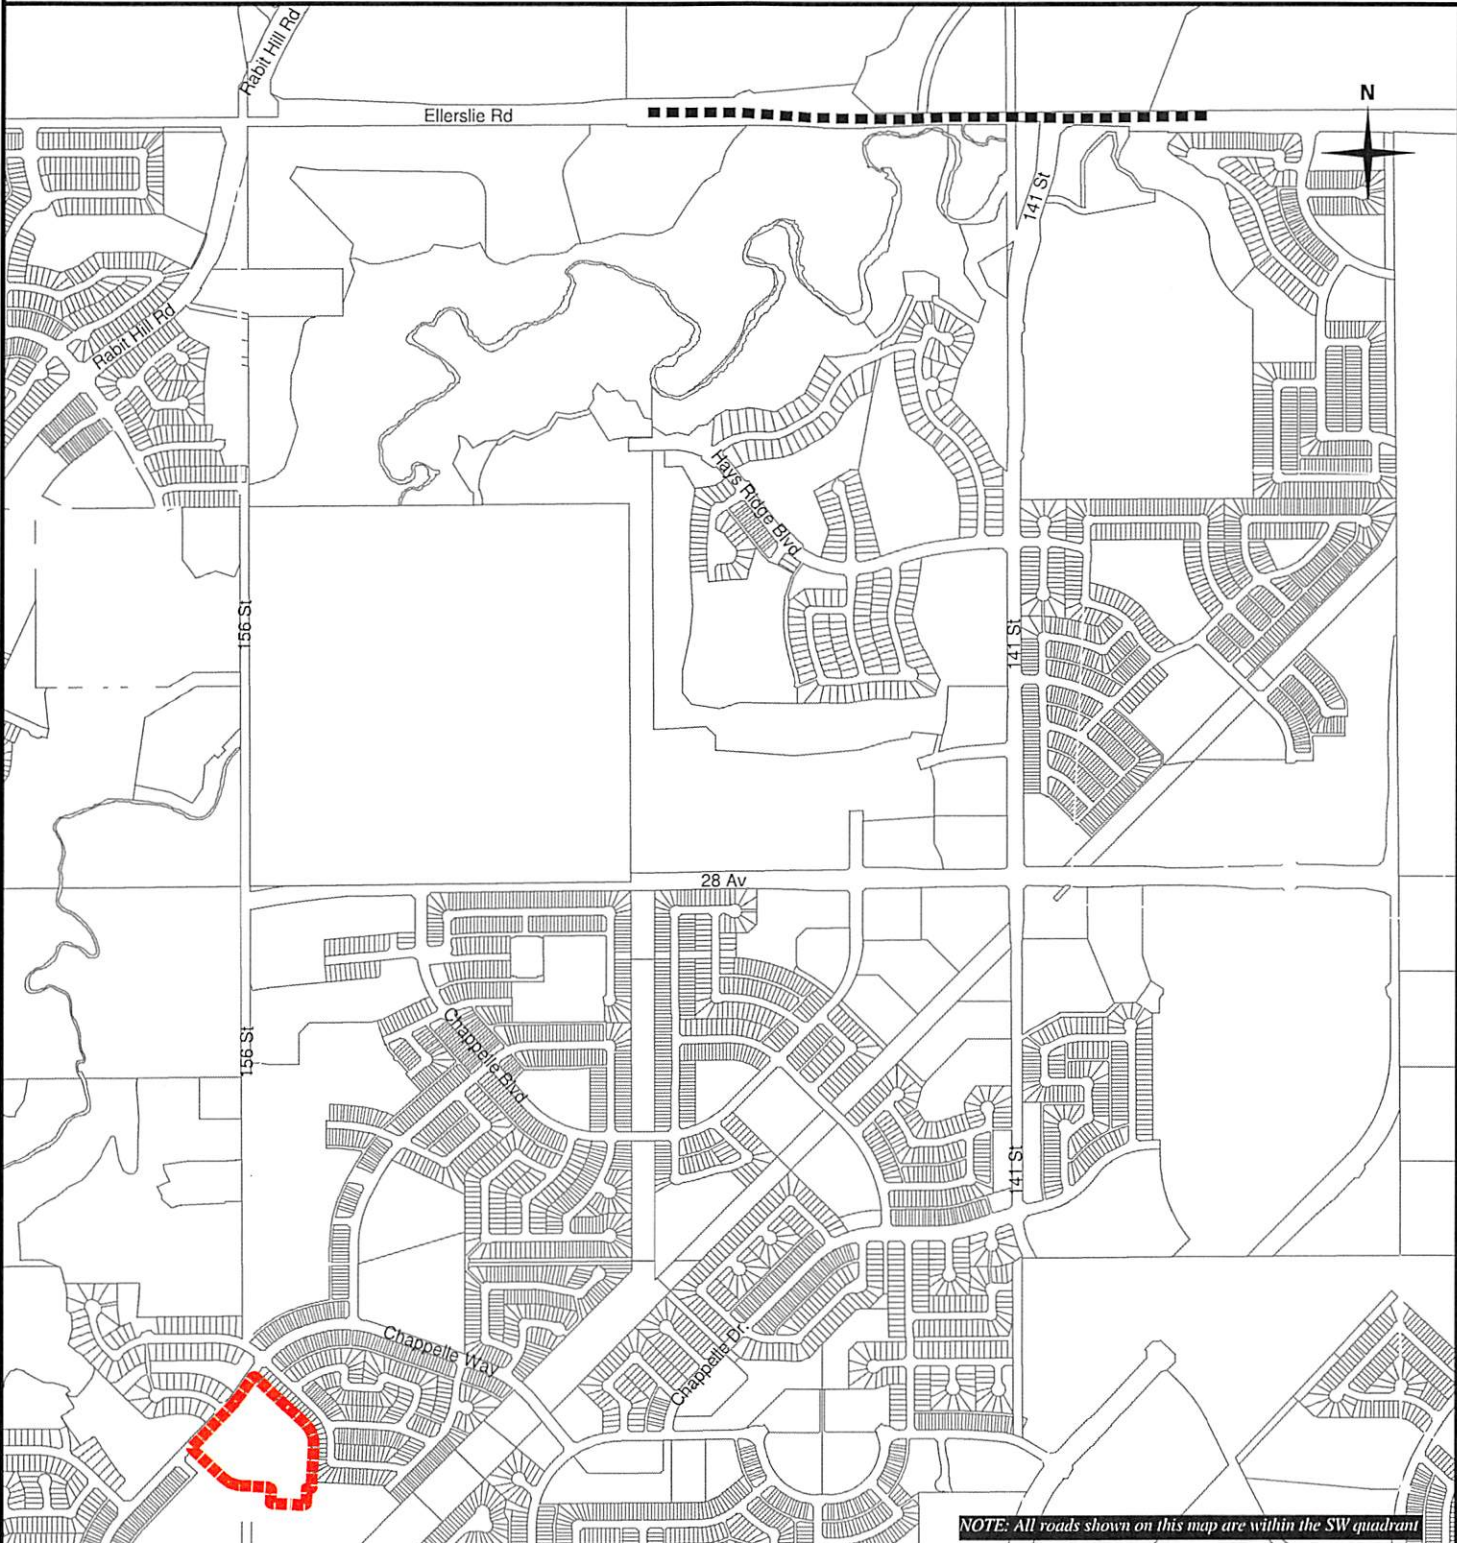 Rabit Hill Rd
Ellerslie Rd
N
141 St
Rabit Hill Rd
Hays Ridge Blvd
156 St
141 St
28 Av
Chappelle Blvd
156 St
141 St
Chappelle Way
Chappelle Dr.
NOTE: All roads shown on this map are within the SW quadrant